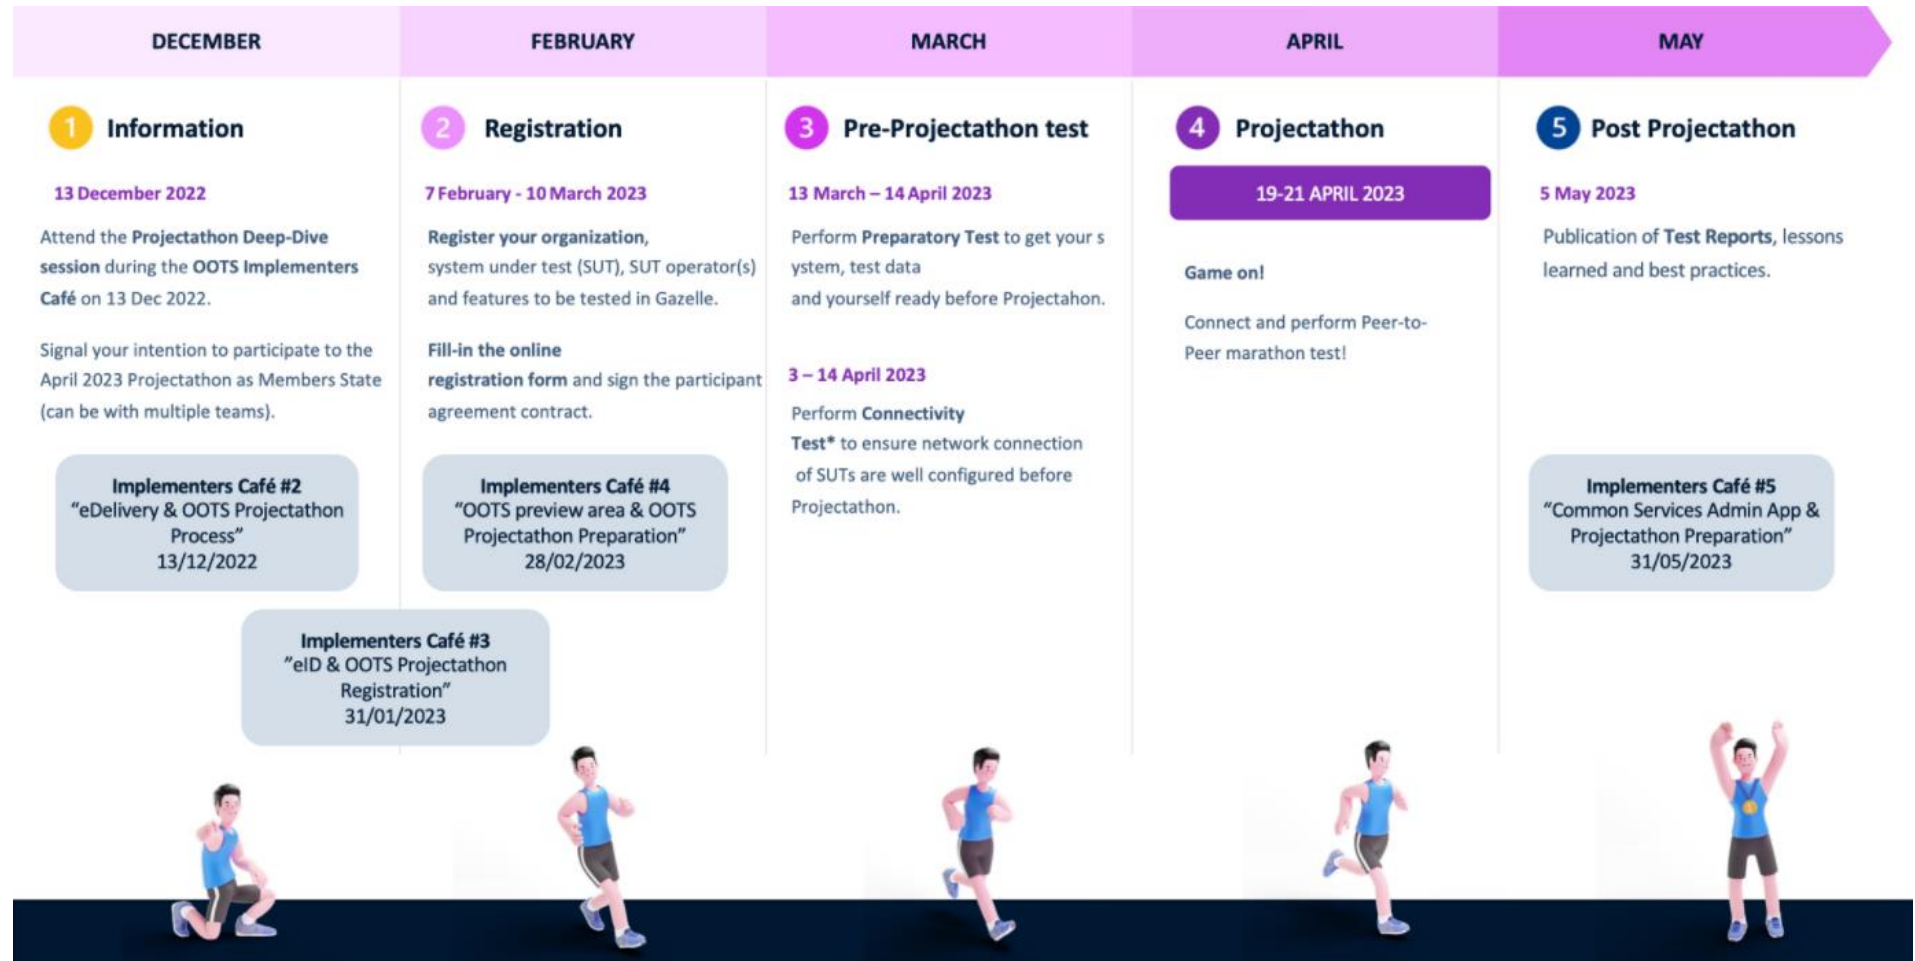 DECEMBER
FEBRUARY
MARCH
APRIL
MAY
1 Information
13 December 2022
Attend the Projectathon Deep-Dive
session during the OOTS Implementers
Café on 13 Dec 2022.
Signal your intention to participate to the
April 2023 Projectathon as Members State
(can be with multiple teams).
Implementers Café #2
"eDelivery & OOTS Projectathon
Process”
13/12/2022
Implementers Café #3
"eID & OOTS Projectathon
Registration”
31/01/2023
2 Registration
7 February - 10 March 2023
Register your organization,
system under test (SUT), SUT operator(s)
and features to be tested in Gazelle.
Fill-in the online
registration form and sign the participant
agreement contract.
Implementers Café #4
"OOTS preview area & OOTS
Projectathon Preparation”
28/02/2023
3 Pre-Projectathon test
13 March – 14 April 2023
Perform Preparatory Test to get your s
ystem, test data
and yourself ready before Projectahon.
3 – 14 April 2023
Perform Connectivity
Test* to ensure network connection
of SUTs are well configured before
Projectathon.
4 Projectathon
19-21 APRIL 2023
Game on!
Connect and perform Peer-to-
Peer marathon test!
5 Post Projectathon
5 May 2023
Publication of Test Reports, lessons
learned and best practices.
Implementers Café #5
"Common Services Admin App &
Projectathon Preparation”
31/05/2023